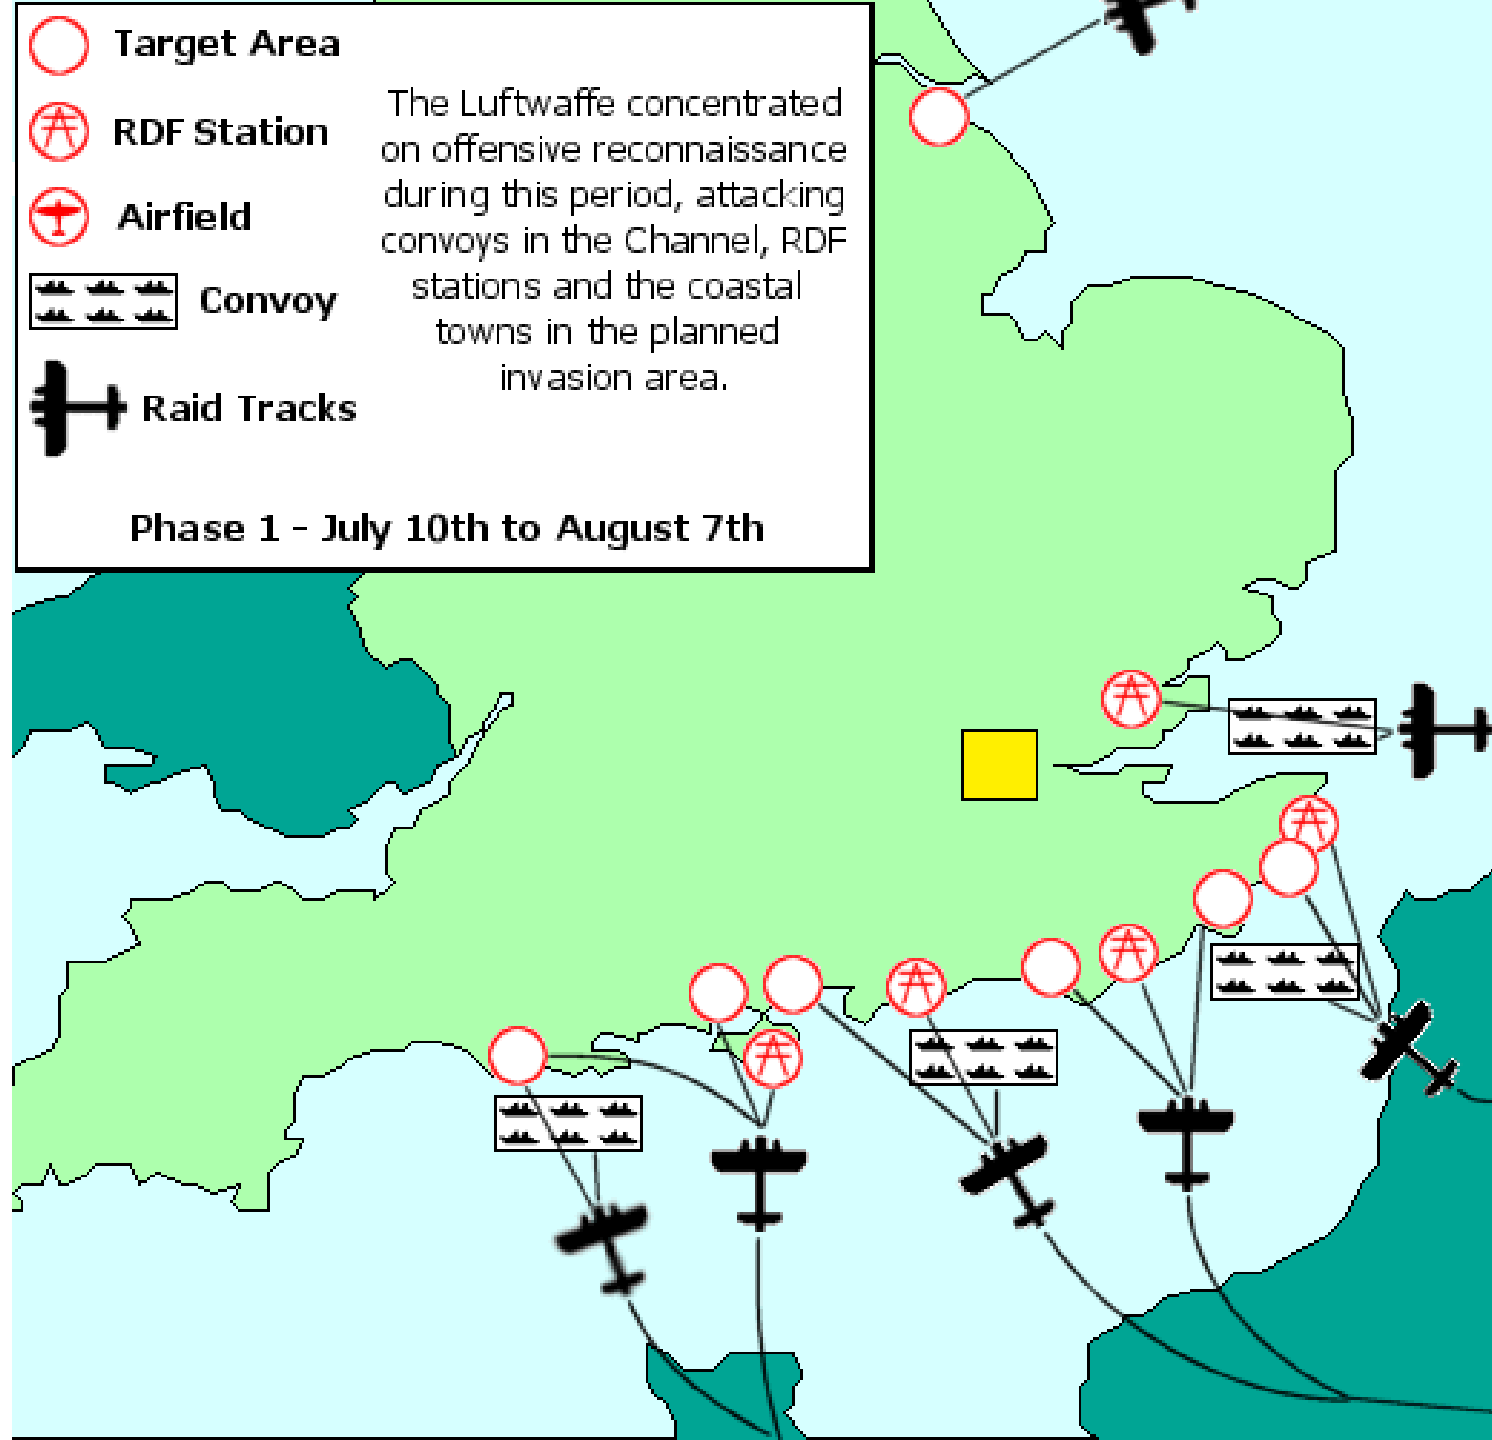 Target Area
RDF Station
Airfield
Convoy
Raid Tracks
The Luftwaffe concentrated
on offensive reconnaissance
during this period, attacking
convoys in the Channel, RDF
stations and the coastal
towns in the planned
invasion area.
Phase 1 - July 10th to August 7th